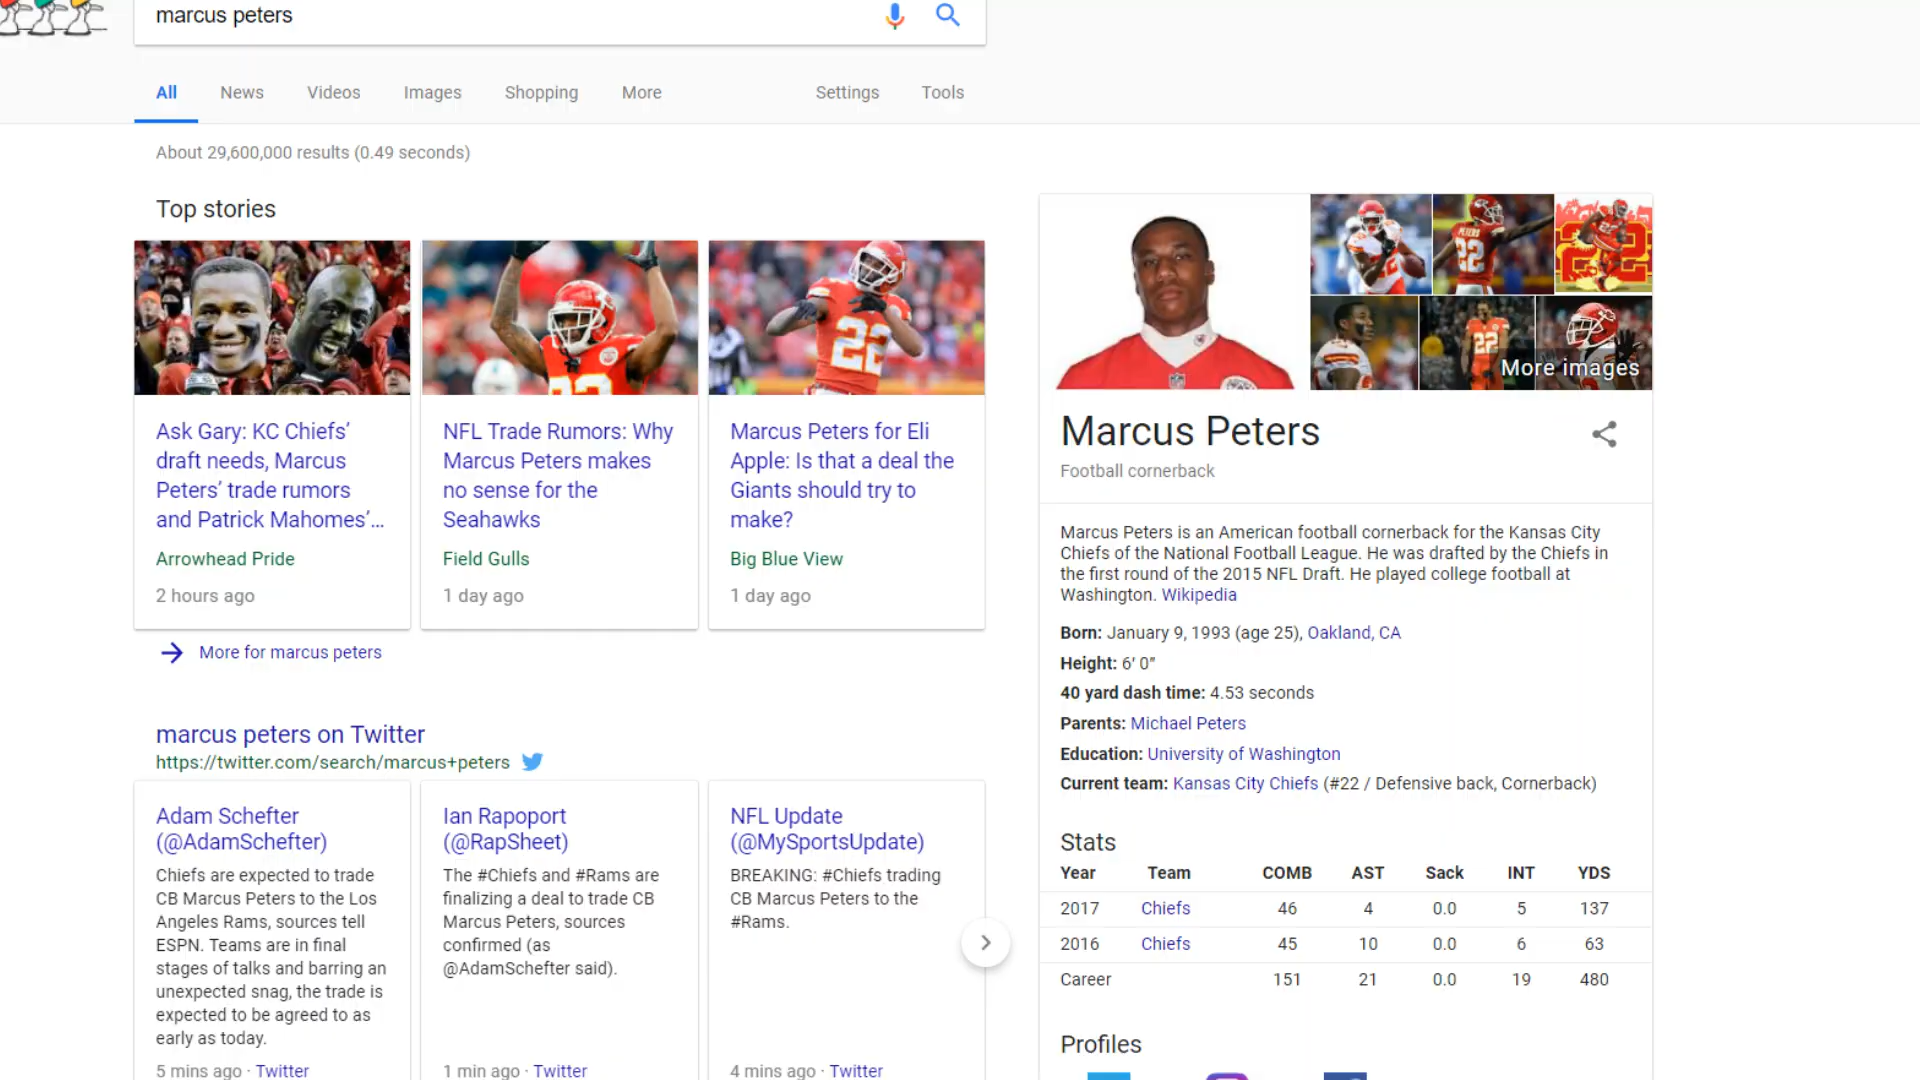 marcus peters
All News Videos Images Shopping More Settings Tools
About 29,600,000 results (0.49 seconds)
Top stories
Ask Gary: KC Chiefs’
draft needs, Marcus
Peters’ trade rumors
and Patrick Mahomes’...
Arrowhead Pride
2 hours ago
NFL Trade Rumors: Why
Marcus Peters makes
no sense for the
Seahawks
Field Gulls
1 day ago
Marcus Peters for Eli
Apple: Is that a deal the
Giants should try to
make?
Big Blue View
1 day ago
More for marcus peters
marcus peters on Twitter
https://twitter.com/search/marcus+peters
Adam Schefter
(@AdamSchefter)
Chiefs are expected to trade
CB Marcus Peters to the Los
Angeles Rams, sources tell
ESPN. Teams are in final
stages of talks and barring an
unexpected snag, the trade is
expected to be agreed to as
early as today.
5 mins ago · Twitter
Ian Rapoport
(@RapSheet)
The #Chiefs and #Rams are
finalizing a deal to trade CB
Marcus Peters, sources
confirmed (as
@AdamSchefter said).
1 min ago · Twitter
NFL Update
(@MySportsUpdate)
BREAKING: #Chiefs trading
CB Marcus Peters to the
#Rams.
4 mins ago · Twitter
PETERS
22
22
22
22
More images
Marcus Peters
Football cornerback
Marcus Peters is an American football cornerback for the Kansas City
Chiefs of the National Football League. He was drafted by the Chiefs in
the first round of the 2015 NFL Draft. He played college football at
Washington. Wikipedia
Born: January 9, 1993 (age 25), Oakland, CA
Height: 6′ 0″
40 yard dash time: 4.53 seconds
Parents: Michael Peters
Education: University of Washington
Current team: Kansas City Chiefs (#22 / Defensive back, Cornerback)
Stats
Year Team COMB AST Sack INT YDS
2017 Chiefs 46 4 0.0 5 137
2016 Chiefs 45 10 0.0 6 63
Career 151 21 0.0 19 480
Profiles